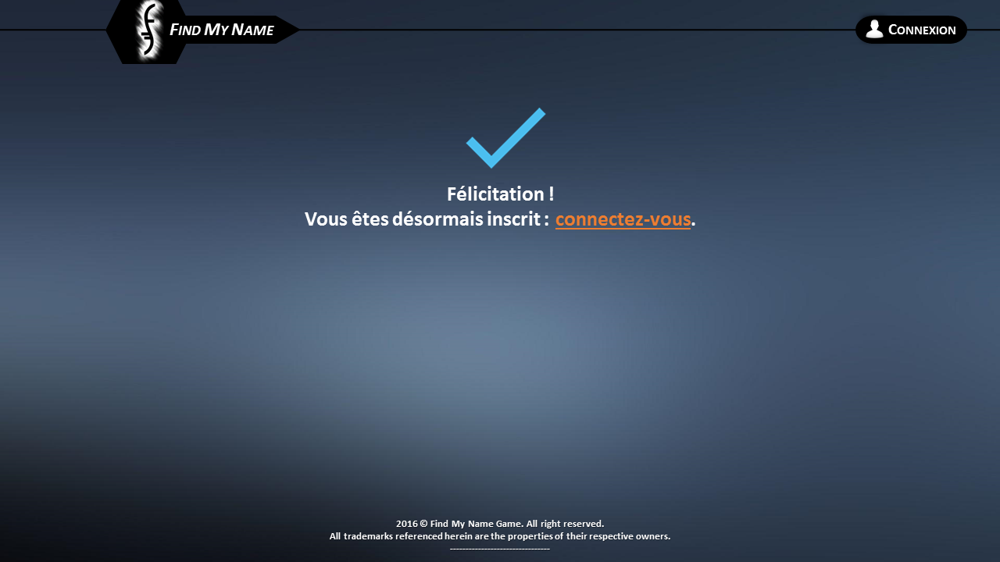 FIND MY NAME
CONNEXION
Félicitation !
Vous êtes désormais inscrit : connectez-vous.
2016 © Find My Name Game. All right reserved.
All trademarks referenced herein are the properties of their respective owners.
--------------------------------